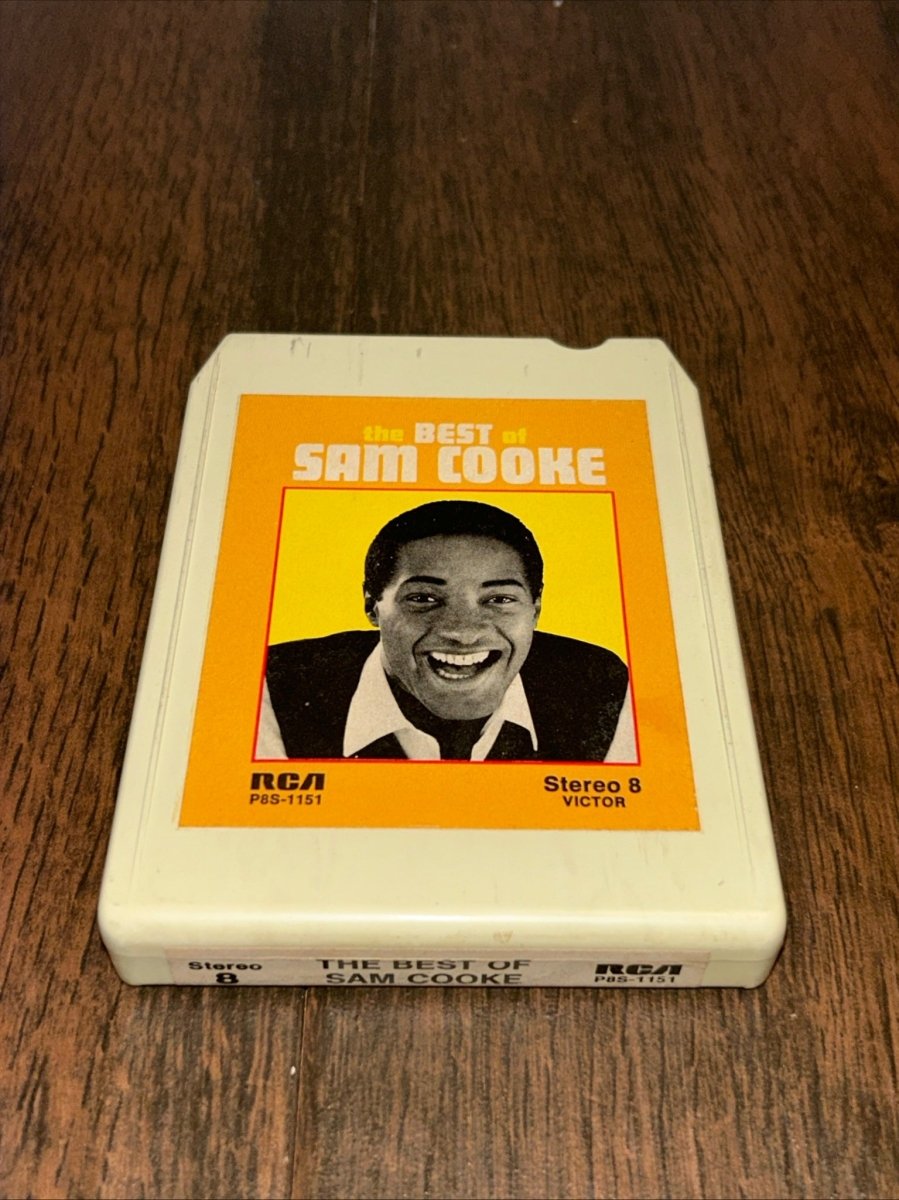 the BEST of
SAM COOKE
RCA
P8S-1151
Stereo 8
VICTOR
Stereo
8
THE BEST OF
SAM COOKE
RCA
P8S-1151